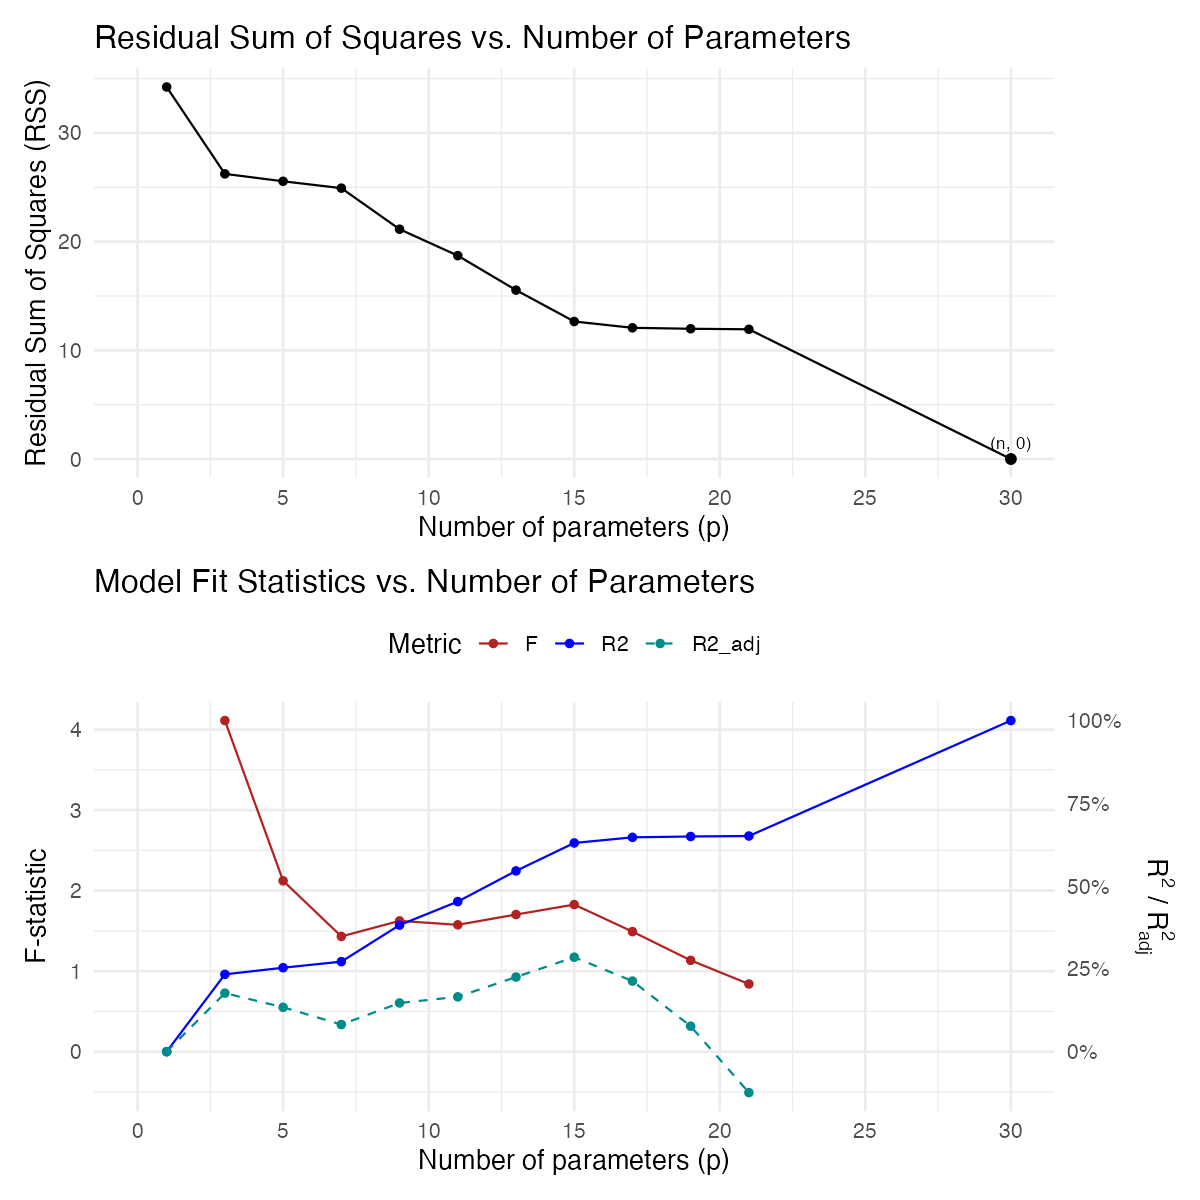 Residual Sum of Squares vs. Number of Parameters
Residual Sum of Squares (RSS)
30
20
10
0
(n, 0)
0 5 10 15 20 25 30
Number of parameters (p)
Model Fit Statistics vs. Number of Parameters
Metric F R2 R2_adj
F-statistic
4
3
2
1
0
100%
75%
50%
25%
0%
R² / R²adj
0 5 10 15 20 25 30
Number of parameters (p)